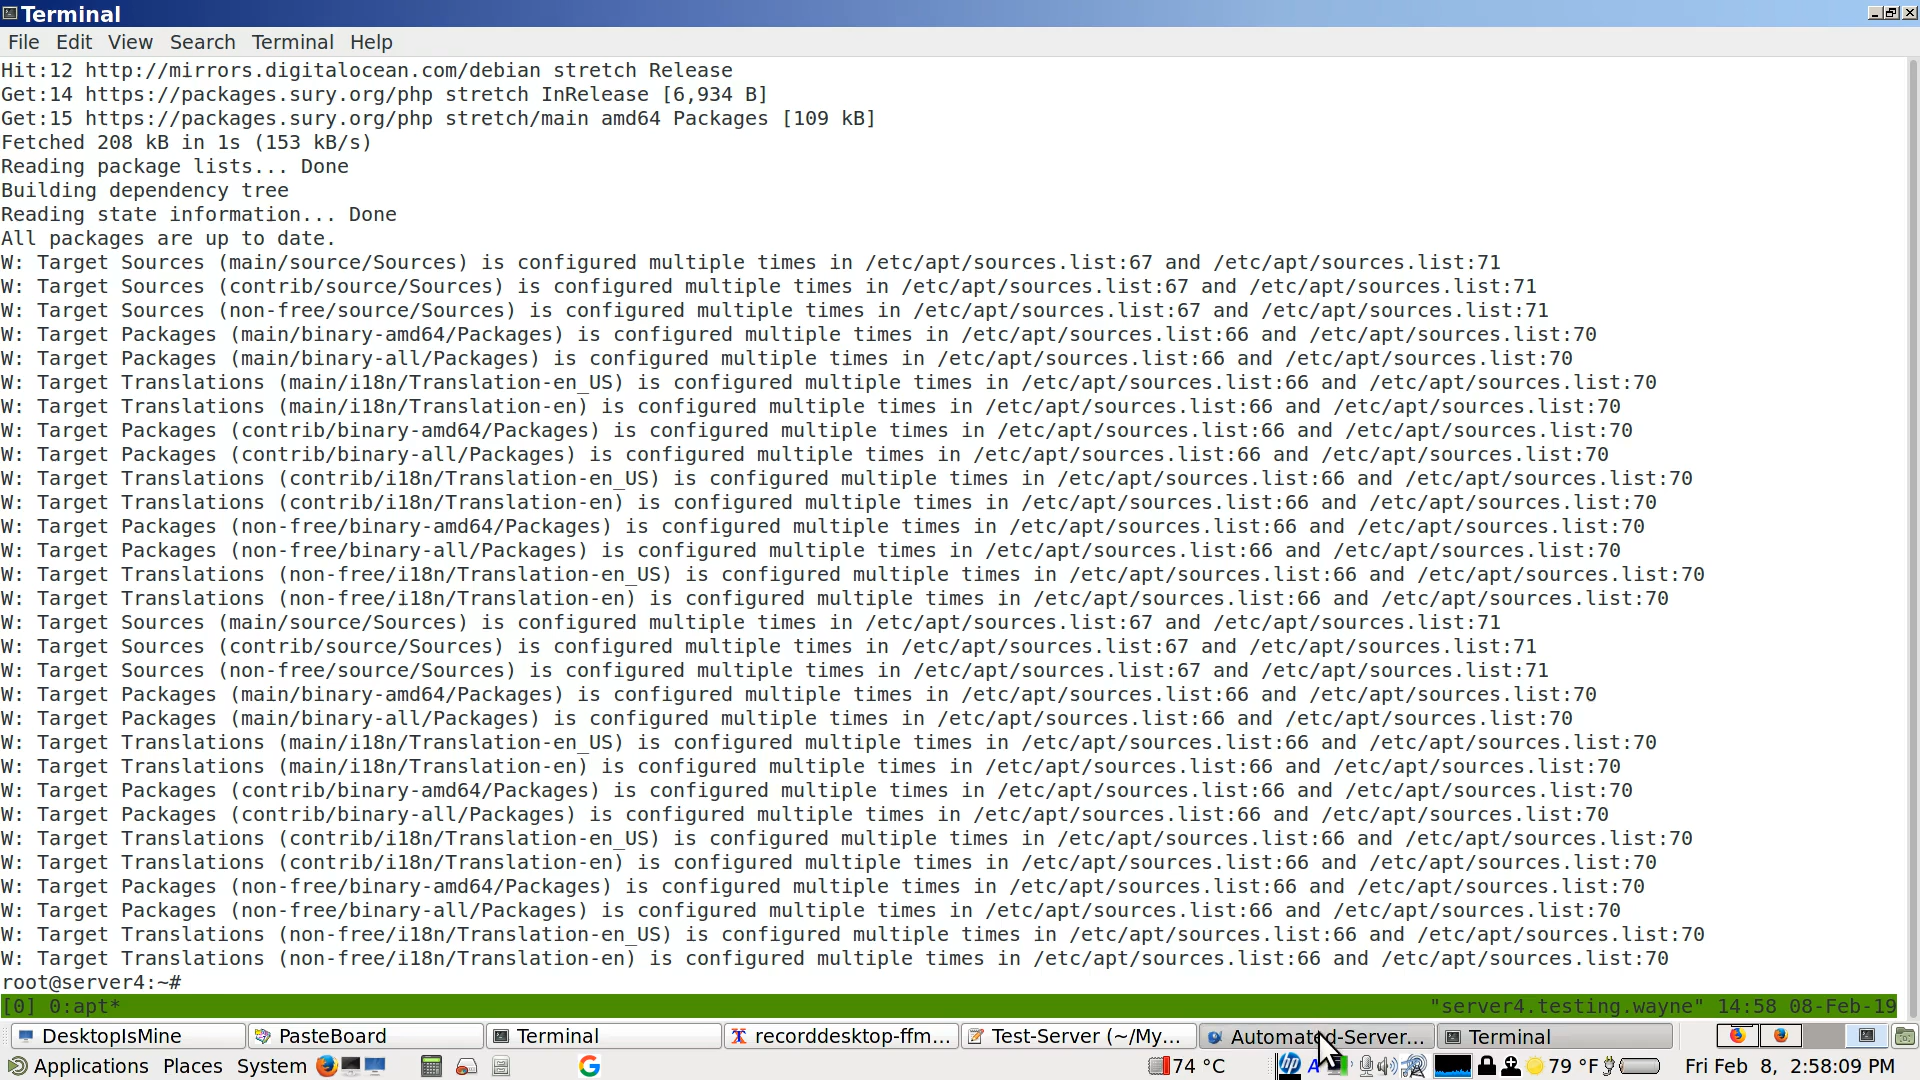 Terminal
File Edit View Search Terminal Help
Hit:12 http://mirrors.digitalocean.com/debian stretch Release
Get:14 https://packages.sury.org/php stretch InRelease [6,934 B]
Get:15 https://packages.sury.org/php stretch/main amd64 Packages [109 kB]
Fetched 208 kB in 1s (153 kB/s)
Reading package lists... Done
Building dependency tree
Reading state information... Done
All packages are up to date.
W: Target Sources (main/source/Sources) is configured multiple times in /etc/apt/sources.list:67 and /etc/apt/sources.list:71
W: Target Sources (contrib/source/Sources) is configured multiple times in /etc/apt/sources.list:67 and /etc/apt/sources.list:71
W: Target Sources (non-free/source/Sources) is configured multiple times in /etc/apt/sources.list:67 and /etc/apt/sources.list:71
W: Target Packages (main/binary-amd64/Packages) is configured multiple times in /etc/apt/sources.list:66 and /etc/apt/sources.list:70
W: Target Packages (main/binary-all/Packages) is configured multiple times in /etc/apt/sources.list:66 and /etc/apt/sources.list:70
W: Target Translations (main/i18n/Translation-en_US) is configured multiple times in /etc/apt/sources.list:66 and /etc/apt/sources.list:70
W: Target Translations (main/i18n/Translation-en) is configured multiple times in /etc/apt/sources.list:66 and /etc/apt/sources.list:70
W: Target Packages (contrib/binary-amd64/Packages) is configured multiple times in /etc/apt/sources.list:66 and /etc/apt/sources.list:70
W: Target Packages (contrib/binary-all/Packages) is configured multiple times in /etc/apt/sources.list:66 and /etc/apt/sources.list:70
W: Target Translations (contrib/i18n/Translation-en_US) is configured multiple times in /etc/apt/sources.list:66 and /etc/apt/sources.list:70
W: Target Translations (contrib/i18n/Translation-en) is configured multiple times in /etc/apt/sources.list:66 and /etc/apt/sources.list:70
W: Target Packages (non-free/binary-amd64/Packages) is configured multiple times in /etc/apt/sources.list:66 and /etc/apt/sources.list:70
W: Target Packages (non-free/binary-all/Packages) is configured multiple times in /etc/apt/sources.list:66 and /etc/apt/sources.list:70
W: Target Translations (non-free/i18n/Translation-en_US) is configured multiple times in /etc/apt/sources.list:66 and /etc/apt/sources.list:70
W: Target Translations (non-free/i18n/Translation-en) is configured multiple times in /etc/apt/sources.list:66 and /etc/apt/sources.list:70
W: Target Sources (main/source/Sources) is configured multiple times in /etc/apt/sources.list:67 and /etc/apt/sources.list:71
W: Target Sources (contrib/source/Sources) is configured multiple times in /etc/apt/sources.list:67 and /etc/apt/sources.list:71
W: Target Sources (non-free/source/Sources) is configured multiple times in /etc/apt/sources.list:67 and /etc/apt/sources.list:71
W: Target Packages (main/binary-amd64/Packages) is configured multiple times in /etc/apt/sources.list:66 and /etc/apt/sources.list:70
W: Target Packages (main/binary-all/Packages) is configured multiple times in /etc/apt/sources.list:66 and /etc/apt/sources.list:70
W: Target Translations (main/i18n/Translation-en_US) is configured multiple times in /etc/apt/sources.list:66 and /etc/apt/sources.list:70
W: Target Translations (main/i18n/Translation-en) is configured multiple times in /etc/apt/sources.list:66 and /etc/apt/sources.list:70
W: Target Packages (contrib/binary-amd64/Packages) is configured multiple times in /etc/apt/sources.list:66 and /etc/apt/sources.list:70
W: Target Packages (contrib/binary-all/Packages) is configured multiple times in /etc/apt/sources.list:66 and /etc/apt/sources.list:70
W: Target Translations (contrib/i18n/Translation-en_US) is configured multiple times in /etc/apt/sources.list:66 and /etc/apt/sources.list:70
W: Target Translations (contrib/i18n/Translation-en) is configured multiple times in /etc/apt/sources.list:66 and /etc/apt/sources.list:70
W: Target Packages (non-free/binary-amd64/Packages) is configured multiple times in /etc/apt/sources.list:66 and /etc/apt/sources.list:70
W: Target Packages (non-free/binary-all/Packages) is configured multiple times in /etc/apt/sources.list:66 and /etc/apt/sources.list:70
W: Target Translations (non-free/i18n/Translation-en_US) is configured multiple times in /etc/apt/sources.list:66 and /etc/apt/sources.list:70
W: Target Translations (non-free/i18n/Translation-en) is configured multiple times in /etc/apt/sources.list:66 and /etc/apt/sources.list:70
root@server4:~#
[0] 0:apt* "server4.testing.wayne" 14:58 08-Feb-19
DesktopIsMine PasteBoard Terminal recorddesktop-ffm... Test-Server (~/My... Automated-Server... Terminal
Applications Places System 74 °C 79 °F Fri Feb 8, 2:58:09 PM